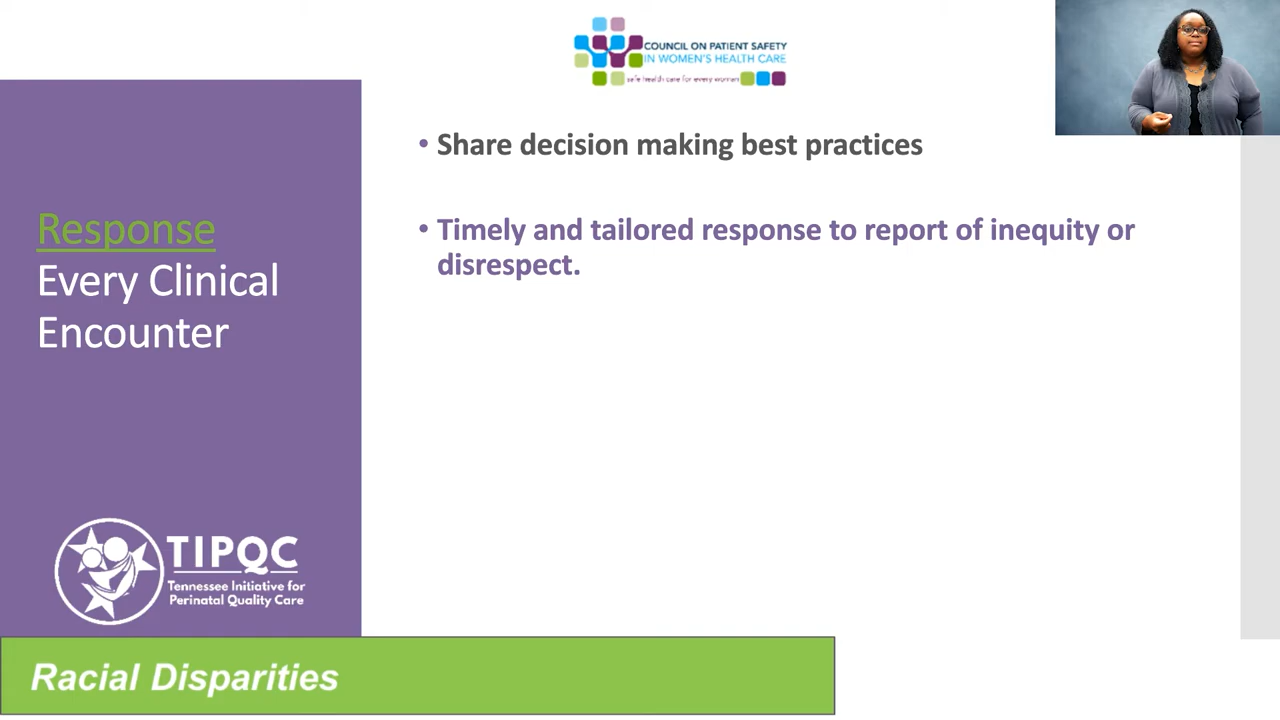 COUNCIL ON PATIENT SAFETY
IN WOMEN'S HEALTH CARE
safe health care for every woman
• Share decision making best practices
• Timely and tailored response to report of inequity or
disrespect.
Response
Every Clinical
Encounter
TIPQC
Tennessee Initiative for
Perinatal Quality Care
Racial Disparities